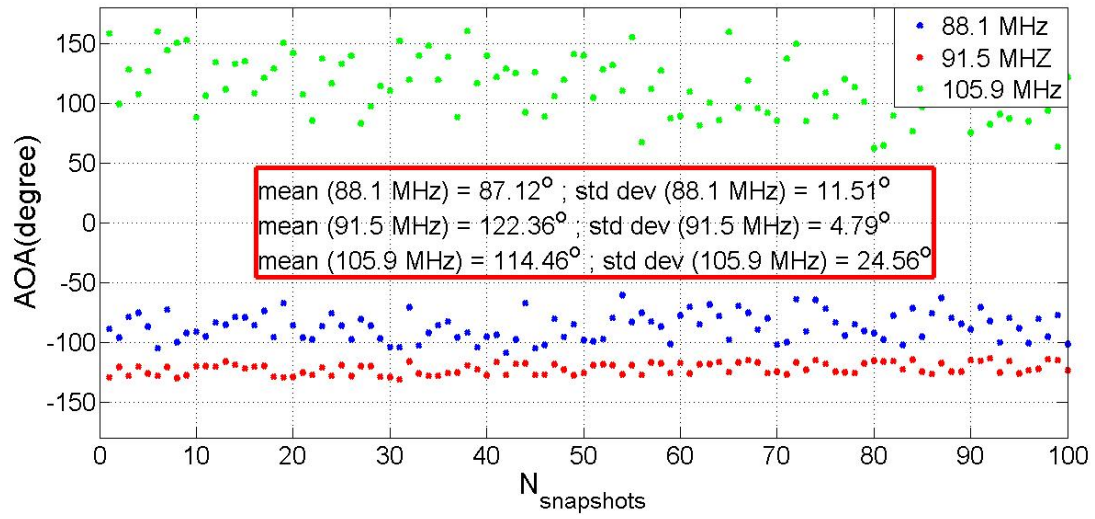 150
100
50
0
-50
-100
-150
AOA(degree)
88.1 MHz
91.5 MHZ
105.9 MHz
mean (88.1 MHz) = 87.12° ; std dev (88.1 MHz) = 11.51°
mean (91.5 MHz) = 122.36° ; std dev (91.5 MHz) = 4.79°
mean (105.9 MHz) = 114.46° ; std dev (105.9 MHz) = 24.56°
0 10 20 30 40 50 60 70 80 90 100
N snapshots